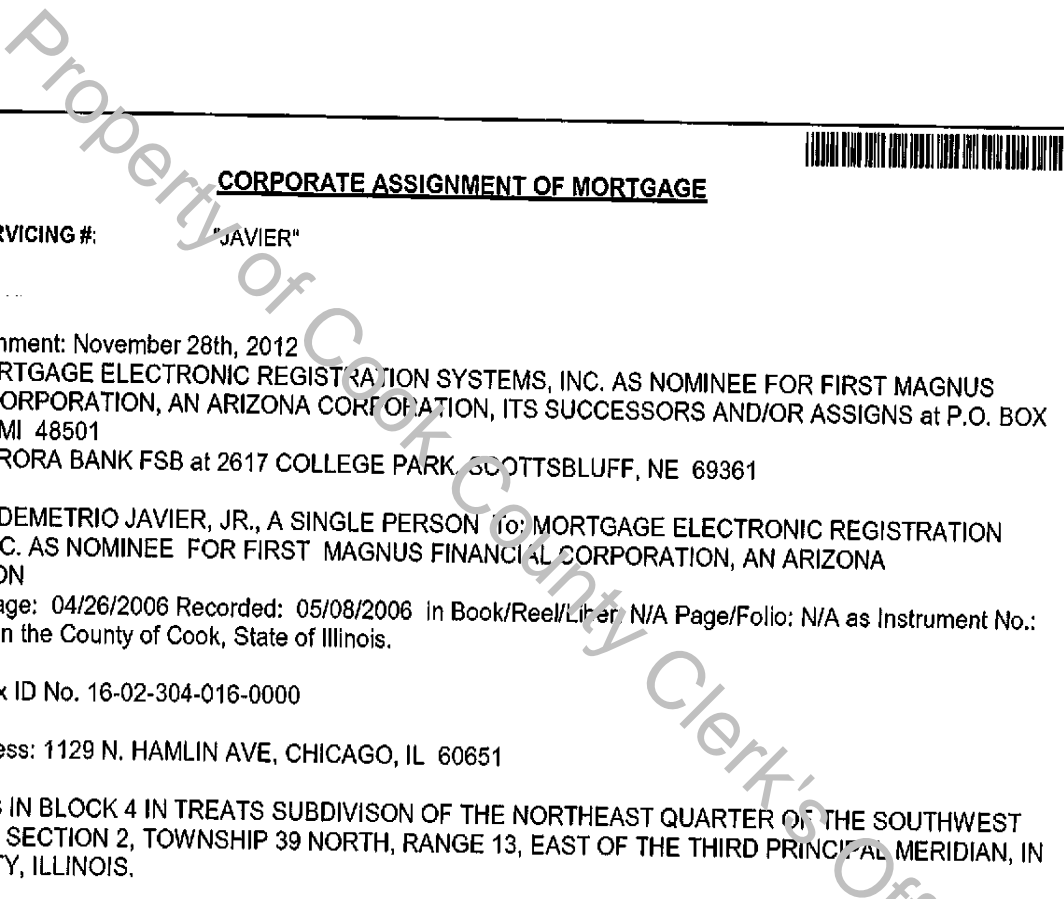 Property of Cook County Clerk's Off
CORPORATE ASSIGNMENT OF MORTGAGE
RVICING #: "JAVIER"
nment: November 28th, 2012
RTGAGE ELECTRONIC REGISTRATION SYSTEMS, INC. AS NOMINEE FOR FIRST MAGNUS
ORPORATION, AN ARIZONA CORPORATION, ITS SUCCESSORS AND/OR ASSIGNS at P.O. BOX
MI 48501
RORA BANK FSB at 2617 COLLEGE PARK, SCOTTSBLUFF, NE 69361
DEMETRIO JAVIER, JR., A SINGLE PERSON To: MORTGAGE ELECTRONIC REGISTRATION
C. AS NOMINEE FOR FIRST MAGNUS FINANCIAL CORPORATION, AN ARIZONA
ON
age: 04/26/2006 Recorded: 05/08/2006 in Book/Reel/Liber: N/A Page/Folio: N/A as Instrument No.:
n the County of Cook, State of Illinois.
x ID No. 16-02-304-016-0000
ess: 1129 N. HAMLIN AVE, CHICAGO, IL 60651
IN BLOCK 4 IN TREATS SUBDIVISON OF THE NORTHEAST QUARTER OF THE SOUTHWEST
SECTION 2, TOWNSHIP 39 NORTH, RANGE 13, EAST OF THE THIRD PRINCIPAL MERIDIAN, IN
Y, ILLINOIS.